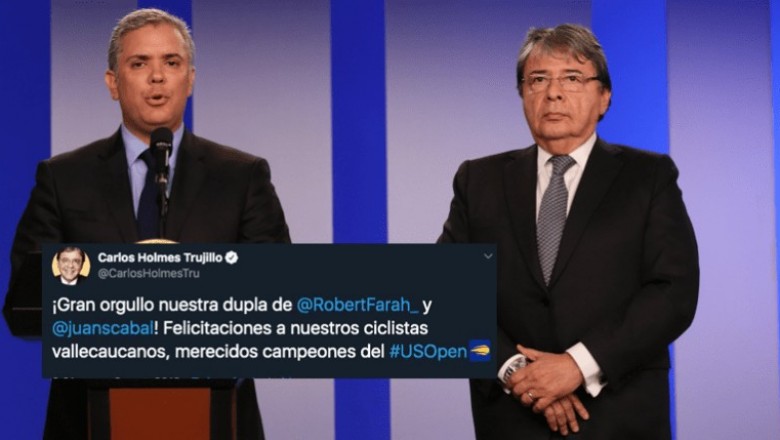 Carlos Holmes Trujillo
@CarlosHolmesTru
¡Gran orgullo nuestra dupla de @RobertFarah_ y
@juanscabal! Felicitaciones a nuestros ciclistas
vallecaucanos, merecidos campeones del #USOpen